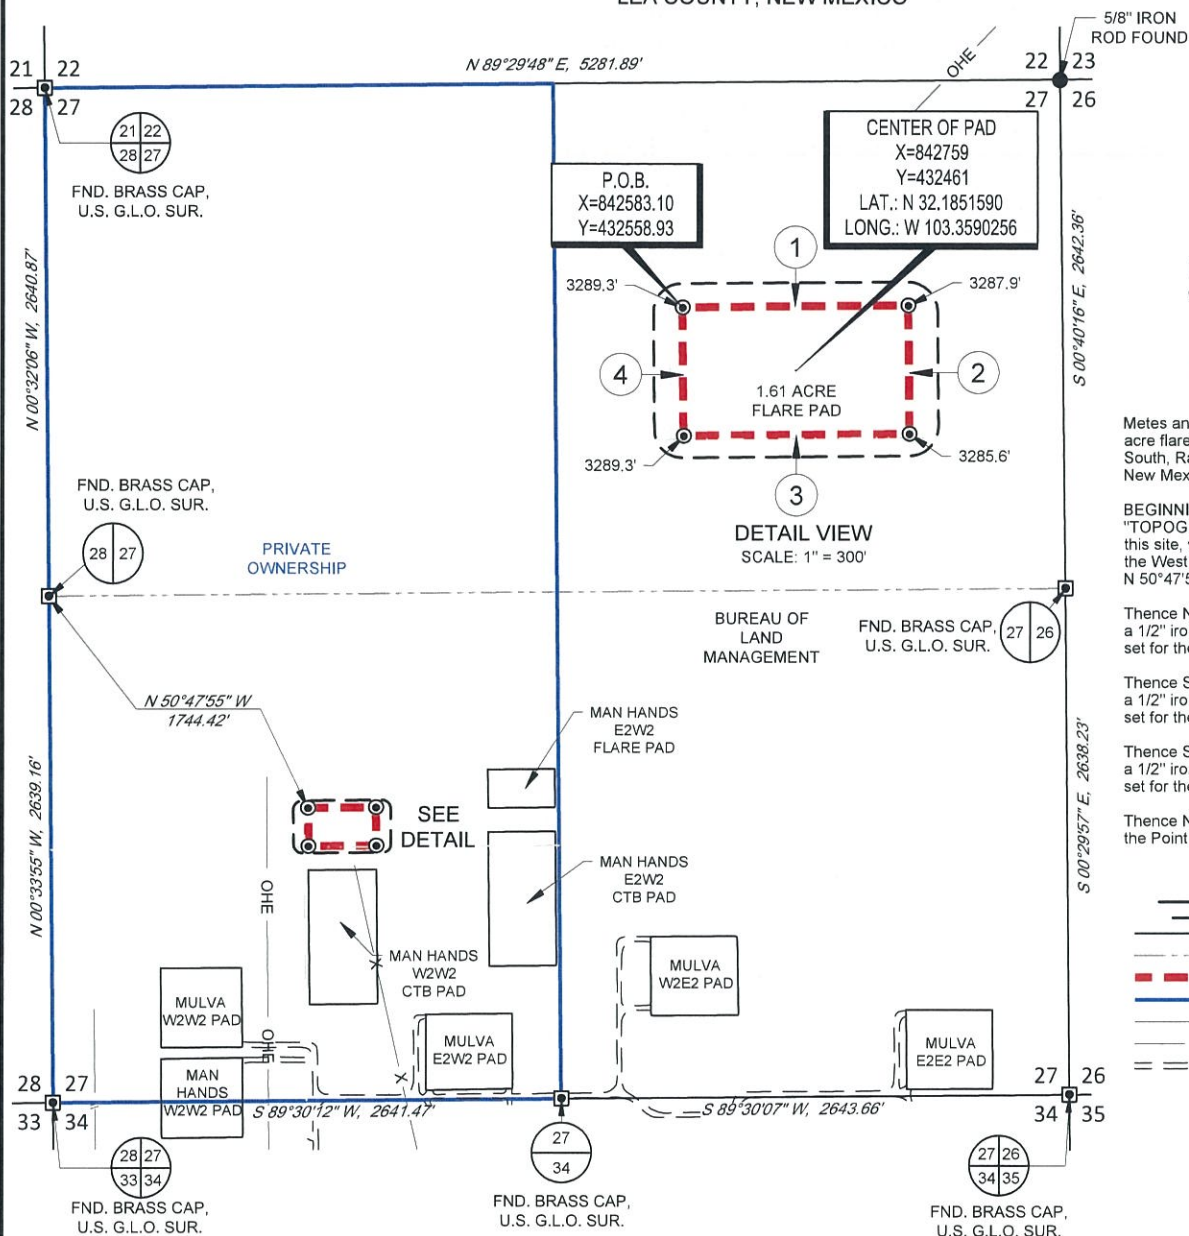 LEA COUNTY, NEW MEXICO
5/8" IRON
ROD FOUND
N 89°29'48" E, 5281.89'
OHE
21 22
28 27
22 23
27 26
21 22
28 27
FND. BRASS CAP,
U.S. G.L.O. SUR.
P.O.B.
X=842583.10
Y=432558.93
CENTER OF PAD
X=842759
Y=432461
LAT.: N 32.1851590
LONG.: W 103.3590256
N 00°32'06" W, 2640.87'
S 00°40'16" E, 2642.36'
1
3289.3'
3287.9'
4
2
1.61 ACRE
FLARE PAD
3289.3'
3285.6'
3
DETAIL VIEW
SCALE: 1" = 300'
FND. BRASS CAP,
U.S. G.L.O. SUR.
28 27
PRIVATE
OWNERSHIP
BUREAU OF
LAND
MANAGEMENT
FND. BRASS CAP,
U.S. G.L.O. SUR.
27 26
N 50°47'55" W
1744.42'
MAN HANDS
E2W2
FLARE PAD
N 00°33'55" W, 2639.16'
S 00°29'57" E, 2638.23'
SEE
DETAIL
OHE
MAN HANDS
E2W2
CTB PAD
MAN HANDS
W2W2
CTB PAD
X
MULVA
W2E2 PAD
MULVA
W2W2 PAD
OHE
MULVA
E2W2 PAD
MULVA
E2E2 PAD
MAN
HANDS
W2W2 PAD
X
28 27
33 34
S 89°30'12" W, 2641.47'
S 89°30'07" W, 2643.66'
27 26
34 35
28 27
33 34
FND. BRASS CAP,
U.S. G.L.O. SUR.
27
34
FND. BRASS CAP,
U.S. G.L.O. SUR.
27 26
34 35
FND. BRASS CAP,
U.S. G.L.O. SUR.
Metes an
acre flare
South, Ra
New Mex
BEGINNI
"TOPOG
this site,
the West
N 50°47'5
Thence N
a 1/2" iro
set for the
Thence S
a 1/2" iro
set for the
Thence S
a 1/2" iro
set for the
Thence N
the Point